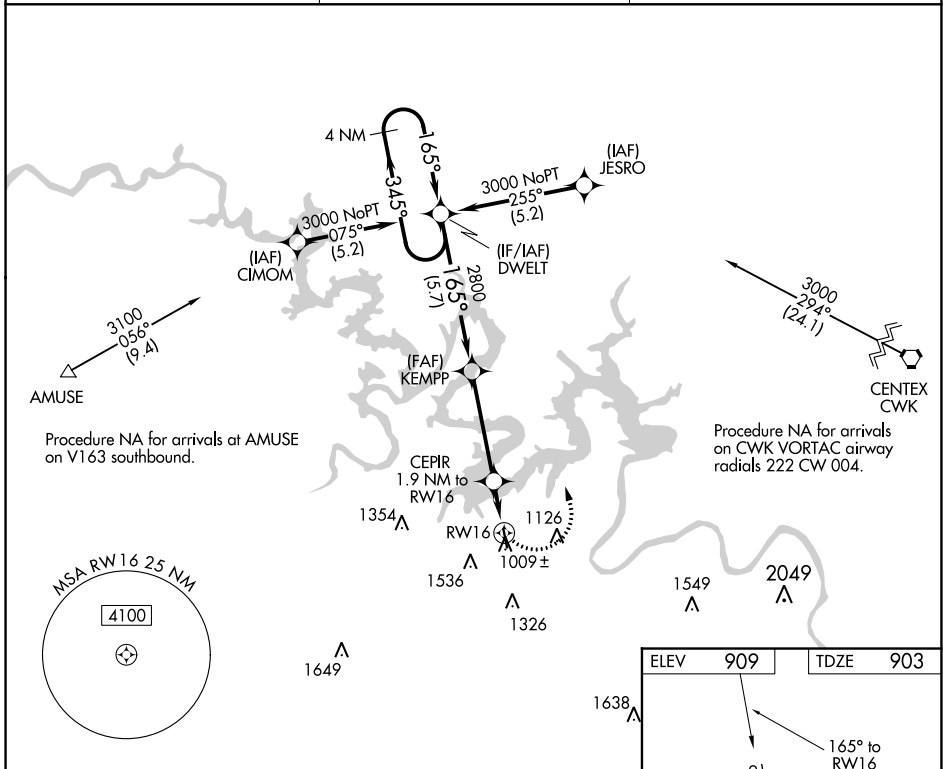 4 NM
165°
345°
(IAF)
JESRO
3000 NoPT
255°
(5.2)
3000 NoPT
075°
(5.2)
(IAF)
CIMOM
(IF/IAF)
DWELT
2800
165°
(5.7)
3100
056°
(9.4)
AMUSE
3000
294°
(24.1)
CENTEX
CWK
(FAF)
KEMPP
Procedure NA for arrivals at AMUSE
on V163 southbound.
Procedure NA for arrivals
on CWK VORTAC airway
radials 222 CW 004.
CEPIR
1.9 NM to
RW16
1354
RW16
1126
1009±
1536
1326
1549
2049
MSA RW16 25 NM
4100
1649
1638
ELEV 909
TDZE 903
165° to
RW16